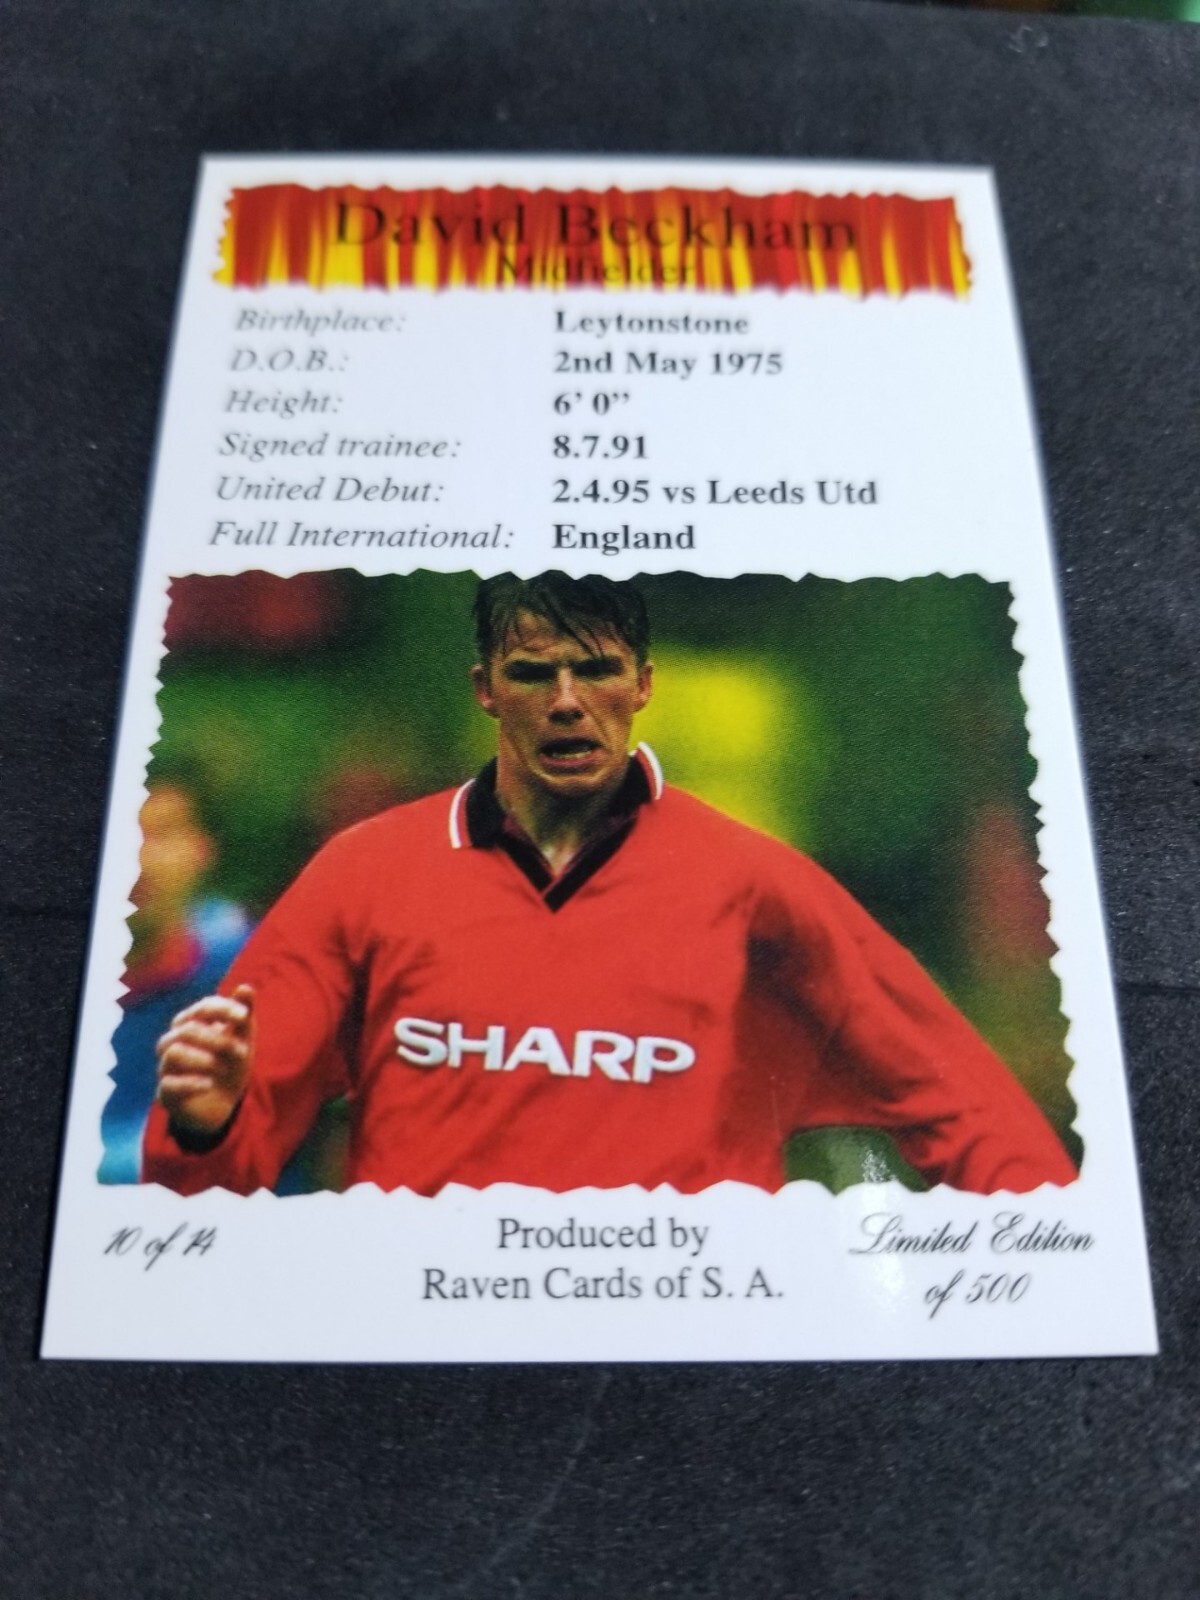 David Beckham
Midfielder
Birthplace: Leytonstone
D.O.B.: 2nd May 1975
Height: 6' 0''
Signed trainee: 8.7.91
United Debut: 2.4.95 vs Leeds Utd
Full International: England
SHARP
10 of 14
Produced by
Raven Cards of S. A.
Limited Edition
of 500